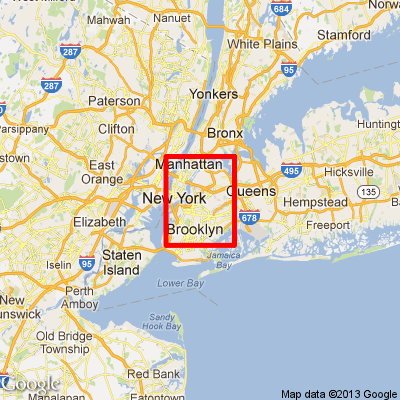 West Milford
Mahwah
Nanuet
684
Stamford
Norwalk
White Plains
287
95
287
Yonkers
Paterson
Clifton
Parsippany
Bronx
Huntington
Manhattan
East
Orange
495
Hicksville
Queens
135
New York
Hempstead
Elizabeth
678
Freeport
Brooklyn
Staten
Island
Jamaica
Bay
95
Iselin
Lower Bay
Perth
Amboy
New
Brunswick
Sandy
Hook Bay
Old Bridge
Township
Red Bank
Google
Manalapan
Eatontown
Map data ©2013 Google